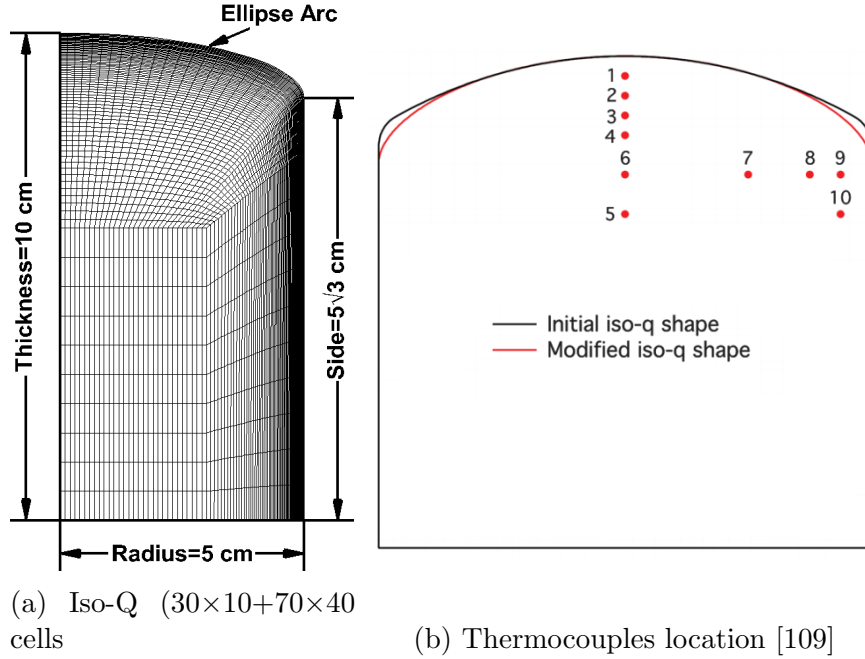 Ellipse Arc
Thickness=10 cm
Side=5√3 cm
Radius=5 cm
(a) Iso-Q (30×10+70×40
cells
1
2
3
4
6
7
8
9
10
5
Initial iso-q shape
Modified iso-q shape
(b) Thermocouples location [109]